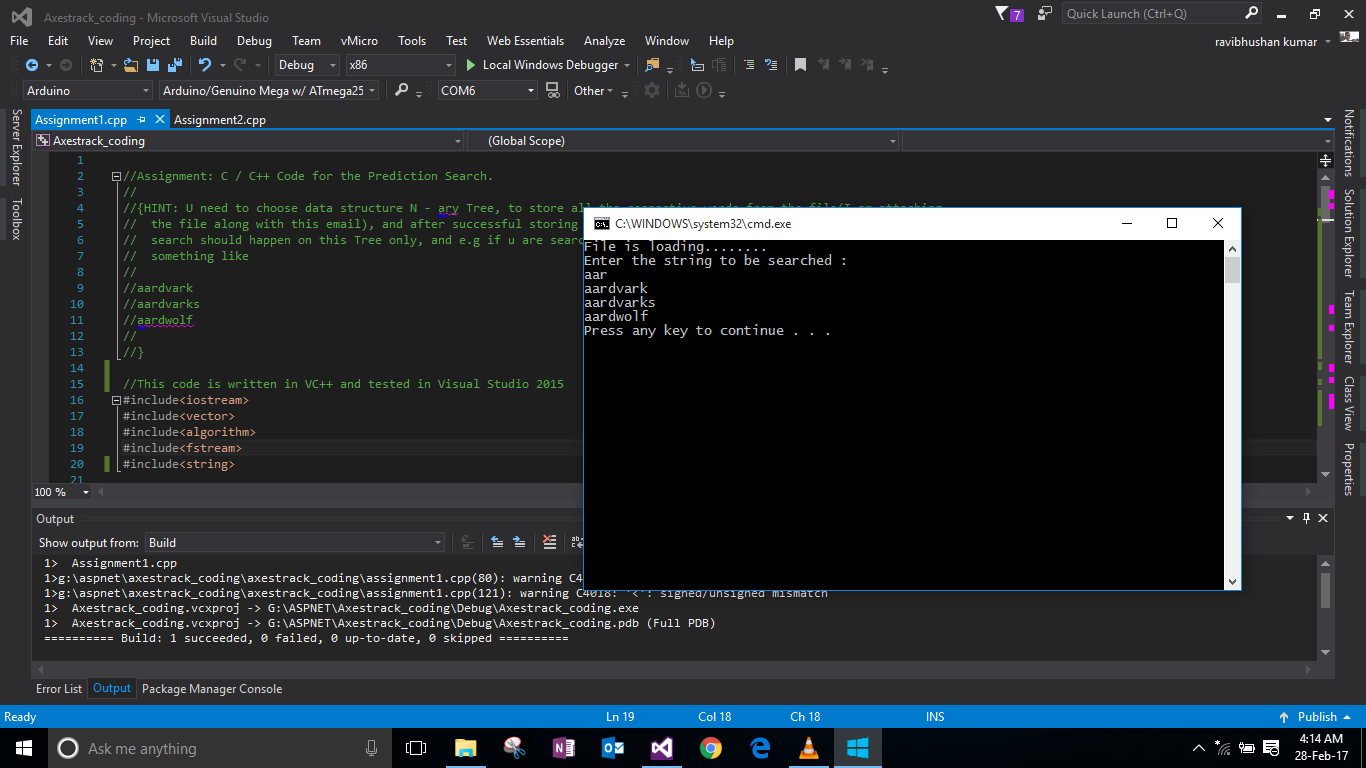 Axestrack_coding - Microsoft Visual Studio
7
Quick Launch (Ctrl+Q)
File Edit View Project Build Debug Team vMicro Tools Test Web Essentials Analyze Window Help
ravibhushan kumar
Debug x86 Local Windows Debugger
Arduino Arduino/Genuino Mega w/ ATmega25 COM6 Other
Assignment1.cpp Assignment2.cpp
Axestrack_coding (Global Scope)
Server Explorer
Toolbox
Notifications
Solution Explorer
Team Explorer
Class View
Properties
1
2 //Assignment: C / C++ Code for the Prediction Search.
3 //
4 //{HINT: U need to choose data structure N - ary Tree, to store all the respective words from the file(I am attaching
5 // the file along with this email), and after successful storing
6 // search should happen on this Tree only, and e.g if u are sear
7 // something like
8 //
9 //aardvark
10 //aardvarks
11 //aardwolf
12 //
13 //}
14
15 //This code is written in VC++ and tested in Visual Studio 2015
16 #include<iostream>
17 #include<vector>
18 #include<algorithm>
19 #include<fstream>
20 #include<string>
21
100 %
C:\WINDOWS\system32\cmd.exe
File is loading........
Enter the string to be searched :
aar
aardvark
aardvarks
aardwolf
Press any key to continue . . .
Output
Show output from: Build
1> Assignment1.cpp
1>g:\aspnet\axestrack_coding\axestrack_coding\assignment1.cpp(80): warning C4
1>g:\aspnet\axestrack_coding\axestrack_coding\assignment1.cpp(121): warning C4018: '<': signed/unsigned mismatch
1> Axestrack_coding.vcxproj -> G:\ASPNET\Axestrack_coding\Debug\Axestrack_coding.exe
1> Axestrack_coding.vcxproj -> G:\ASPNET\Axestrack_coding\Debug\Axestrack_coding.pdb (Full PDB)
========== Build: 1 succeeded, 0 failed, 0 up-to-date, 0 skipped ==========
Error List Output Package Manager Console
Ready Ln 19 Col 18 Ch 18 INS Publish
Ask me anything
4:14 AM
28-Feb-17